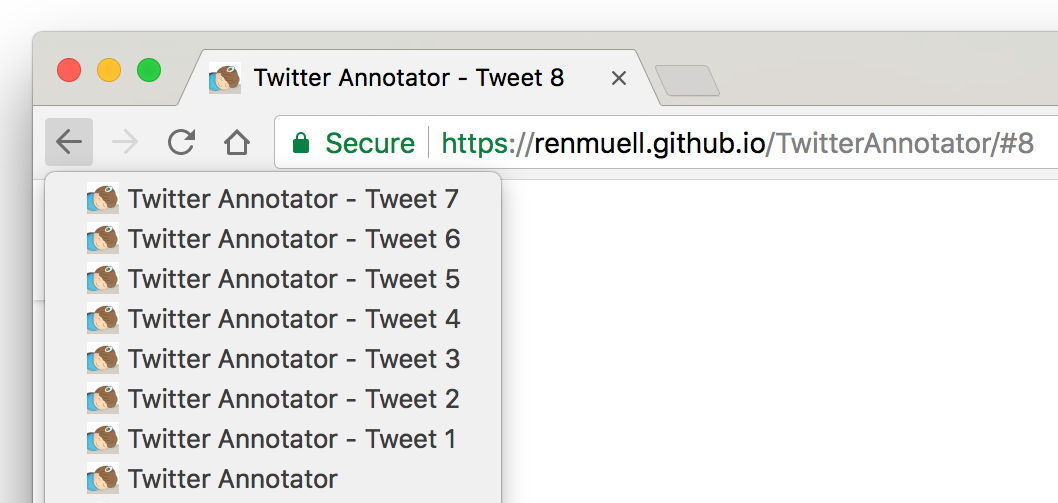 Twitter Annotator - Tweet 8
Secure https://renmuell.github.io/TwitterAnnotator/#8
Twitter Annotator - Tweet 7
Twitter Annotator - Tweet 6
Twitter Annotator - Tweet 5
Twitter Annotator - Tweet 4
Twitter Annotator - Tweet 3
Twitter Annotator - Tweet 2
Twitter Annotator - Tweet 1
Twitter Annotator